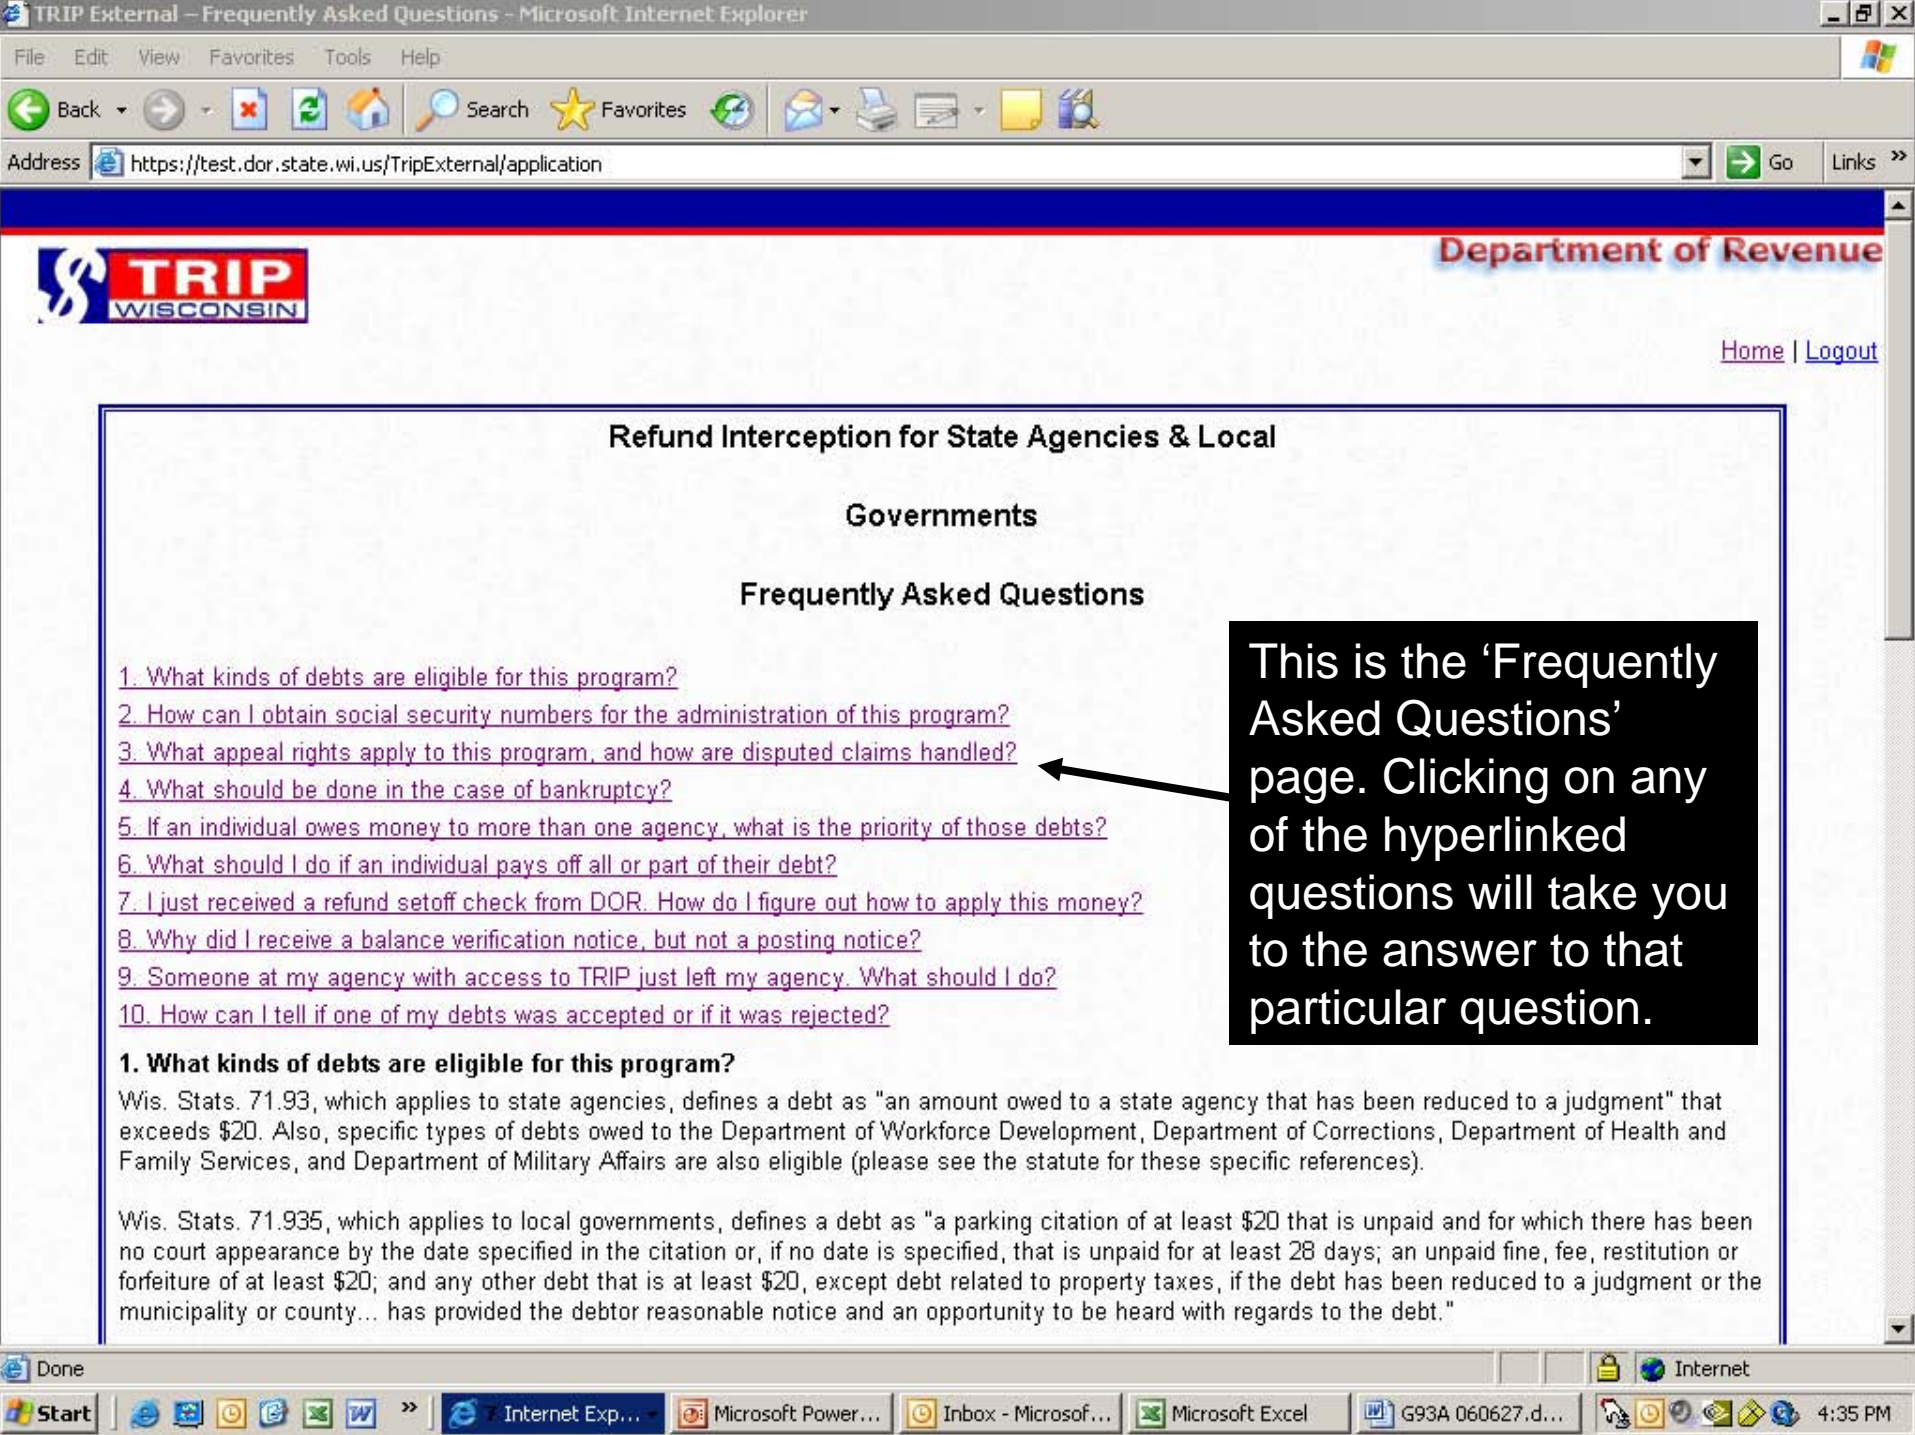 TRIP External – Frequently Asked Questions - Microsoft Internet Explorer
File Edit View Favorites Tools Help
Back Search Favorites
Address https://test.dor.state.wi.us/TripExternal/application Go Links »
TRIP
WISCONSIN
Department of Revenue
Home | Logout
Refund Interception for State Agencies & Local
Governments
Frequently Asked Questions
1. What kinds of debts are eligible for this program?
2. How can I obtain social security numbers for the administration of this program?
3. What appeal rights apply to this program, and how are disputed claims handled?
4. What should be done in the case of bankruptcy?
5. If an individual owes money to more than one agency, what is the priority of those debts?
6. What should I do if an individual pays off all or part of their debt?
7. I just received a refund setoff check from DOR. How do I figure out how to apply this money?
8. Why did I receive a balance verification notice, but not a posting notice?
9. Someone at my agency with access to TRIP just left my agency. What should I do?
10. How can I tell if one of my debts was accepted or if it was rejected?
This is the ‘Frequently
Asked Questions’
page. Clicking on any
of the hyperlinked
questions will take you
to the answer to that
particular question.
1. What kinds of debts are eligible for this program?
Wis. Stats. 71.93, which applies to state agencies, defines a debt as "an amount owed to a state agency that has been reduced to a judgment" that
exceeds $20. Also, specific types of debts owed to the Department of Workforce Development, Department of Corrections, Department of Health and
Family Services, and Department of Military Affairs are also eligible (please see the statute for these specific references).
Wis. Stats. 71.935, which applies to local governments, defines a debt as "a parking citation of at least $20 that is unpaid and for which there has been
no court appearance by the date specified in the citation or, if no date is specified, that is unpaid for at least 28 days; an unpaid fine, fee, restitution or
forfeiture of at least $20; and any other debt that is at least $20, except debt related to property taxes, if the debt has been reduced to a judgment or the
municipality or county... has provided the debtor reasonable notice and an opportunity to be heard with regards to the debt."
Done Internet
Start » 7 Internet Exp... Microsoft Power... Inbox - Microsof... Microsoft Excel G93A 060627.d... 4:35 PM